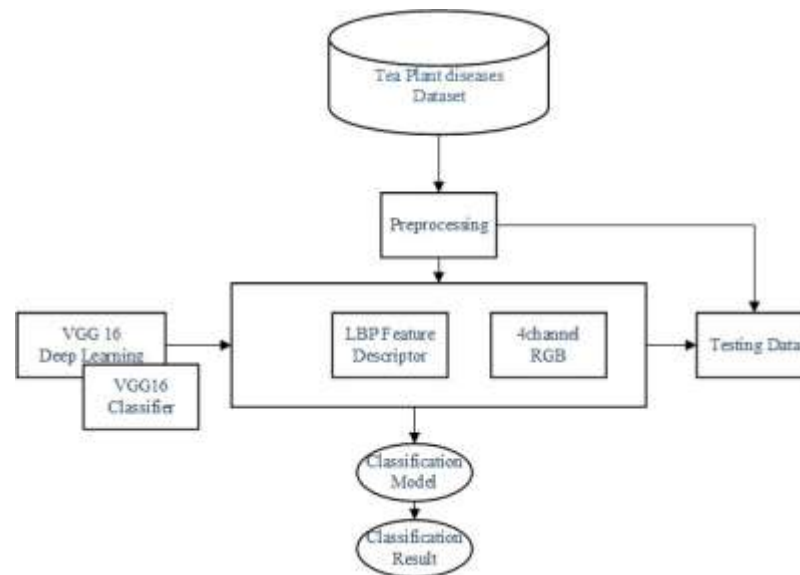 Tea Plant diseases
Dataset
Preprocessing
VGG 16
Deep Learning
VGG16
Classifier
LBP Feature
Descriptor
4channel
RGB
Testing Data
Classification
Model
Classification
Result